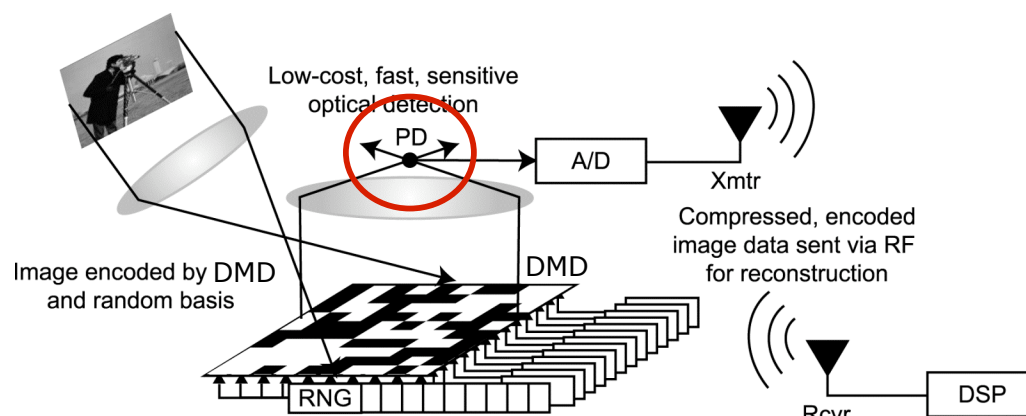 Low-cost, fast, sensitive
optical detection
PD
A/D
Xmtr
Compressed, encoded
image data sent via RF
for reconstruction
Image encoded by DMD
and random basis
DMD
RNG
Rcvr
DSP